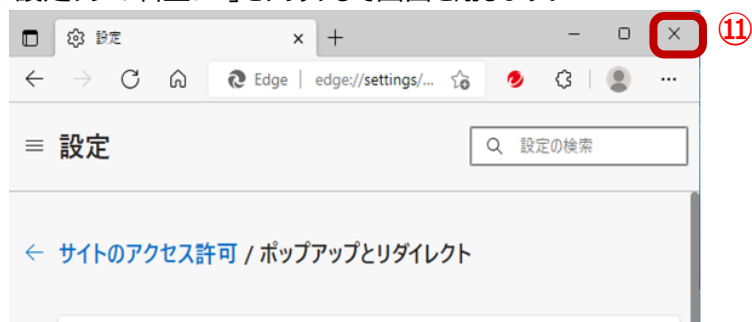 設定 ⑪
Edge | edge://settings/...
設定
設定の検索
サイトのアクセス許可 / ポップアップとリダイレクト